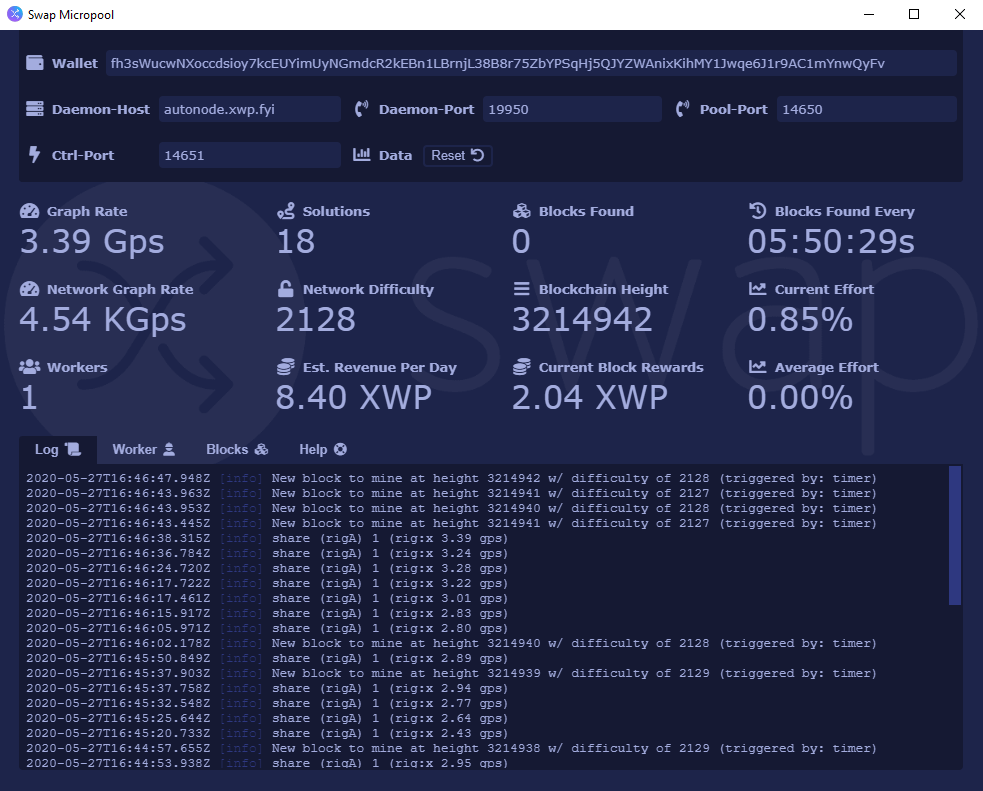 Swap Micropool
Wallet fh3sWucwNXoccdsioy7kcEUYimUyNGmdcR2kEBn1LBrnjL38B8r75ZbYPSqHj5QJYZWAnixKihMY1Jwqe6J1r9AC1mYnwQyFv
Daemon-Host autonode.xwp.fyi Daemon-Port 19950 Pool-Port 14650
Ctrl-Port 14651 Data Reset
Graph Rate Solutions Blocks Found Blocks Found Every
3.39 Gps 18 0 05:50:29s
Network Graph Rate Network Difficulty Blockchain Height Current Effort
4.54 KGps 2128 3214942 0.85%
Workers Est. Revenue Per Day Current Block Rewards Average Effort
1 8.40 XWP 2.04 XWP 0.00%
swap
Log Worker Blocks Help
2020-05-27T16:46:47.948Z [info] New block to mine at height 3214942 w/ difficulty of 2128 (triggered by: timer)
2020-05-27T16:46:43.963Z [info] New block to mine at height 3214941 w/ difficulty of 2127 (triggered by: timer)
2020-05-27T16:46:43.953Z [info] New block to mine at height 3214940 w/ difficulty of 2128 (triggered by: timer)
2020-05-27T16:46:43.445Z [info] New block to mine at height 3214941 w/ difficulty of 2127 (triggered by: timer)
2020-05-27T16:46:38.315Z [info] share (rigA) 1 (rig:x 3.39 gps)
2020-05-27T16:46:36.784Z [info] share (rigA) 1 (rig:x 3.24 gps)
2020-05-27T16:46:24.720Z [info] share (rigA) 1 (rig:x 3.28 gps)
2020-05-27T16:46:17.722Z [info] share (rigA) 1 (rig:x 3.22 gps)
2020-05-27T16:46:17.461Z [info] share (rigA) 1 (rig:x 3.01 gps)
2020-05-27T16:46:15.917Z [info] share (rigA) 1 (rig:x 2.83 gps)
2020-05-27T16:46:05.971Z [info] share (rigA) 1 (rig:x 2.80 gps)
2020-05-27T16:46:02.178Z [info] New block to mine at height 3214940 w/ difficulty of 2128 (triggered by: timer)
2020-05-27T16:45:50.849Z [info] share (rigA) 1 (rig:x 2.89 gps)
2020-05-27T16:45:37.903Z [info] New block to mine at height 3214939 w/ difficulty of 2129 (triggered by: timer)
2020-05-27T16:45:37.758Z [info] share (rigA) 1 (rig:x 2.94 gps)
2020-05-27T16:45:32.548Z [info] share (rigA) 1 (rig:x 2.77 gps)
2020-05-27T16:45:25.644Z [info] share (rigA) 1 (rig:x 2.64 gps)
2020-05-27T16:45:20.733Z [info] share (rigA) 1 (rig:x 2.43 gps)
2020-05-27T16:44:57.655Z [info] New block to mine at height 3214938 w/ difficulty of 2129 (triggered by: timer)
2020-05-27T16:44:53.938Z [info] share (rigA) 1 (rig:x 2.95 gps)